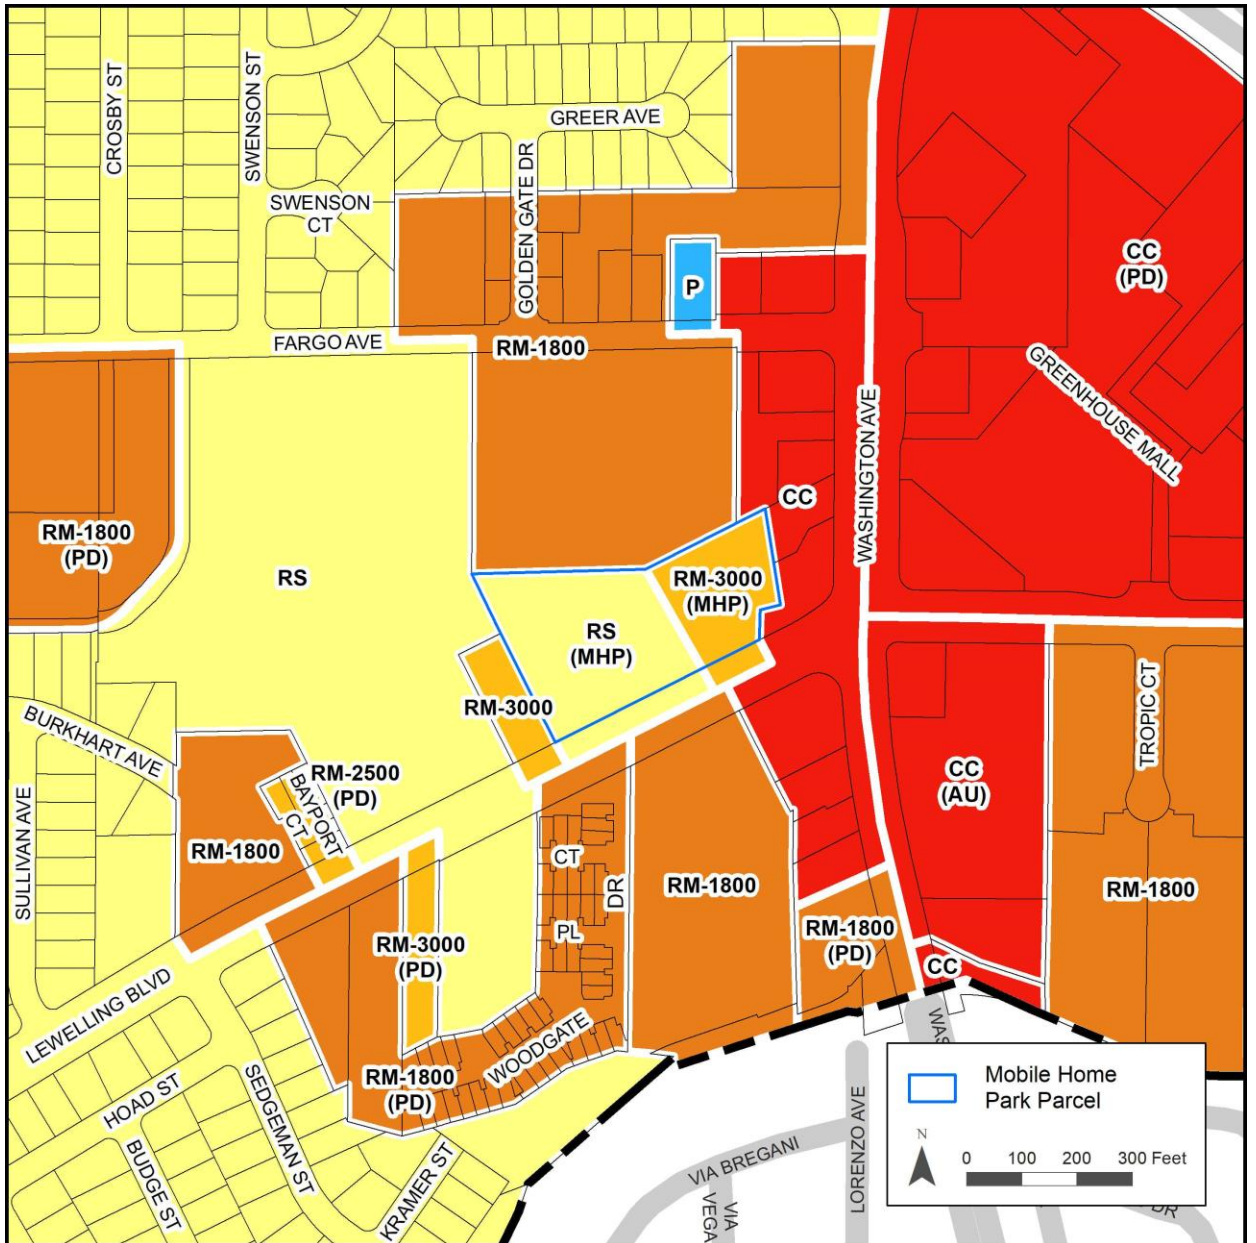 CROSBY ST
SWENSON ST
GREER AVE
GOLDEN GATE DR
SWENSON
CT
CC
(PD)
P
FARGO AVE
RM-1800
GREENHOUSE MALL
WASHINGTON AVE
CC
RM-1800
(PD)
RS
RM-3000
(MHP)
RS
(MHP)
RM-3000
BURKHART AVE
TROPIC CT
RM-2500
(PD)
BAYPORT
CT
CC
(AU)
SULLIVAN AVE
RM-1800
CT
DR
RM-1800
RM-1800
PL
RM-3000
(PD)
RM-1800
(PD)
CC
LEWELLING BLVD
WAS
WOODGATE
RM-1800
(PD)
HOAD ST
SEDGEMAN ST
BUDGE ST
KRAMER ST
LORENZO AVE
VIA BREGANI
VIA
VEGA
Mobile Home
Park Parcel
N
0 100 200 300 Feet
DR